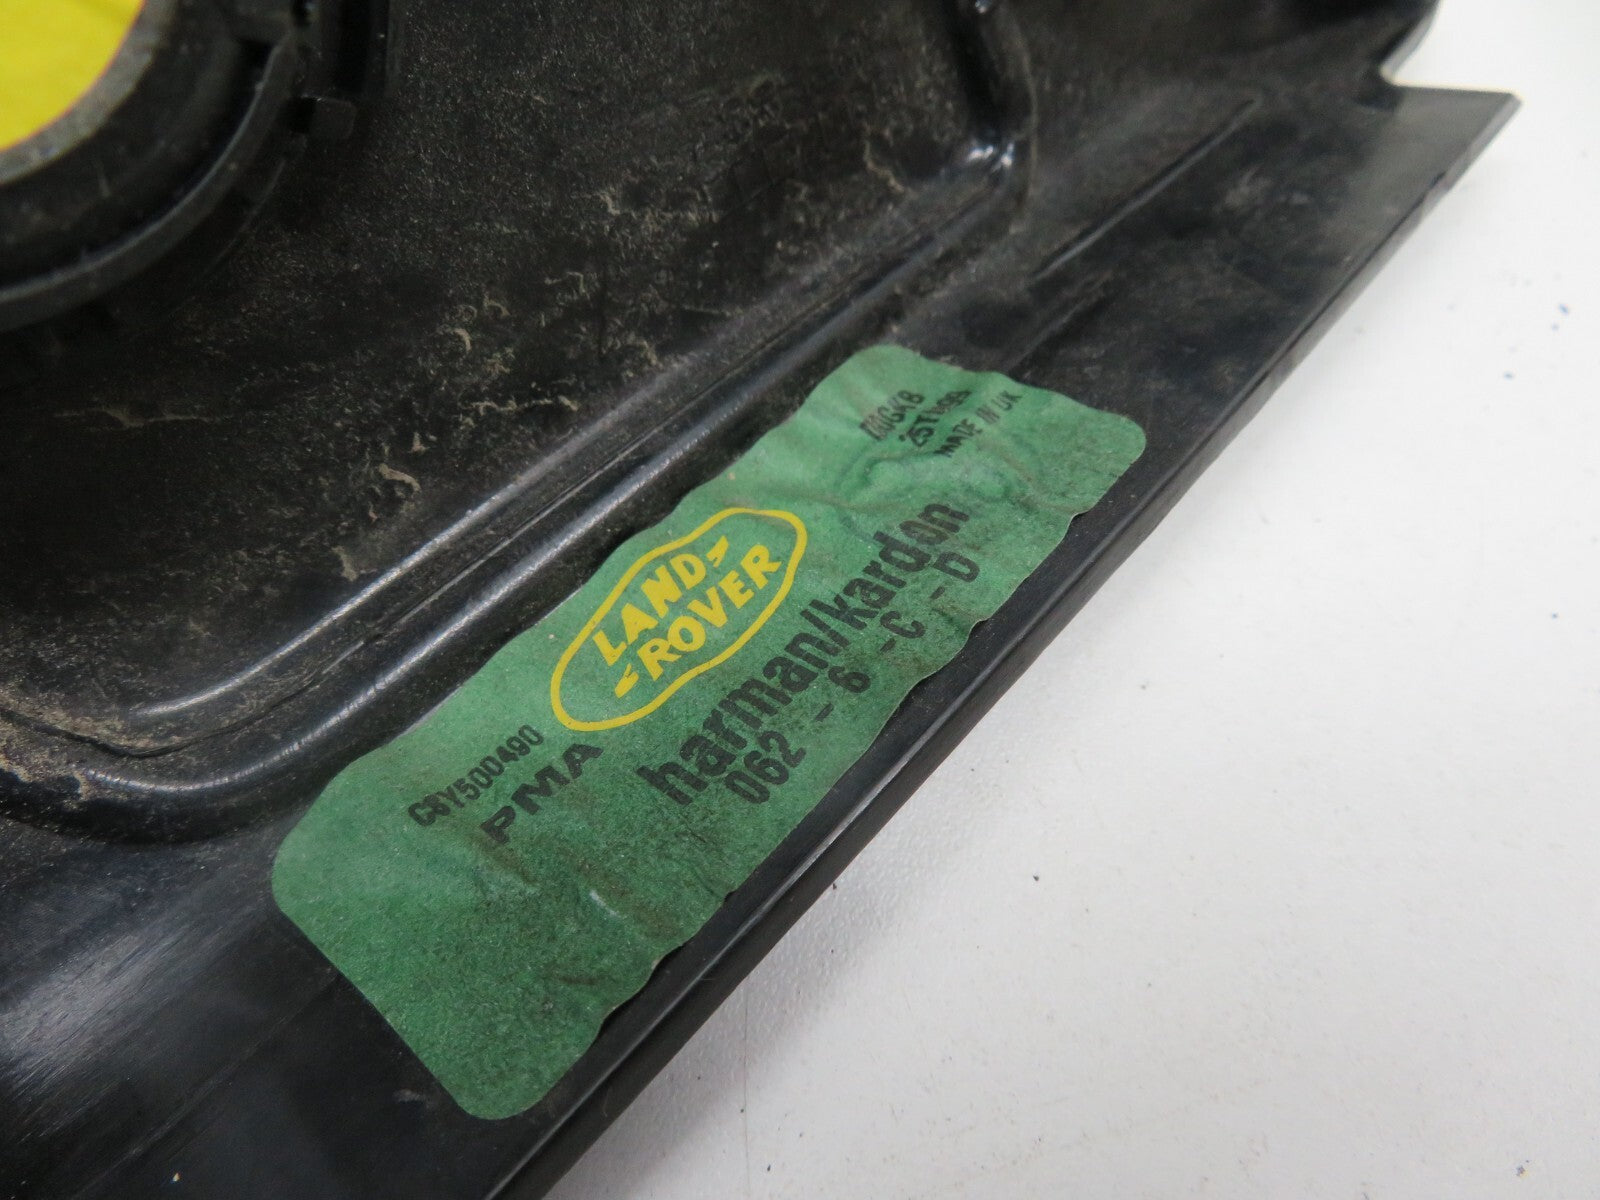 MADE IN UK
LAND
ROVER
harman/kardon
062 - 6 - C - D
C8Y500490
PMA